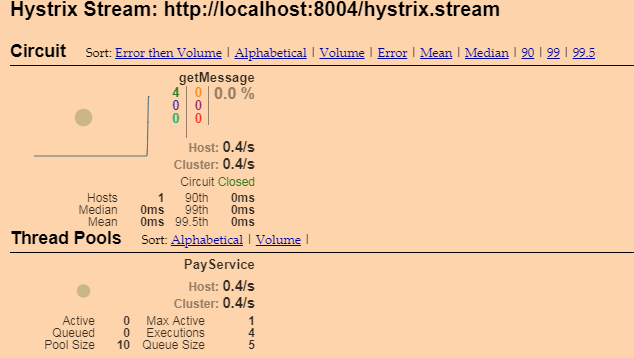 Hystrix Stream: http://localhost:8004/hystrix.stream
Circuit Sort: Error then Volume | Alphabetical | Volume | Error | Mean | Median | 90 | 99 | 99.5
getMessage
4 0 0.0 %
0 0
0 0
Host: 0.4/s
Cluster: 0.4/s
Circuit Closed
Hosts 1 90th 0ms
Median 0ms 99th 0ms
Mean 0ms 99.5th 0ms
Thread Pools Sort: Alphabetical | Volume |
PayService
Host: 0.4/s
Cluster: 0.4/s
Active 0 Max Active 1
Queued 0 Executions 4
Pool Size 10 Queue Size 5